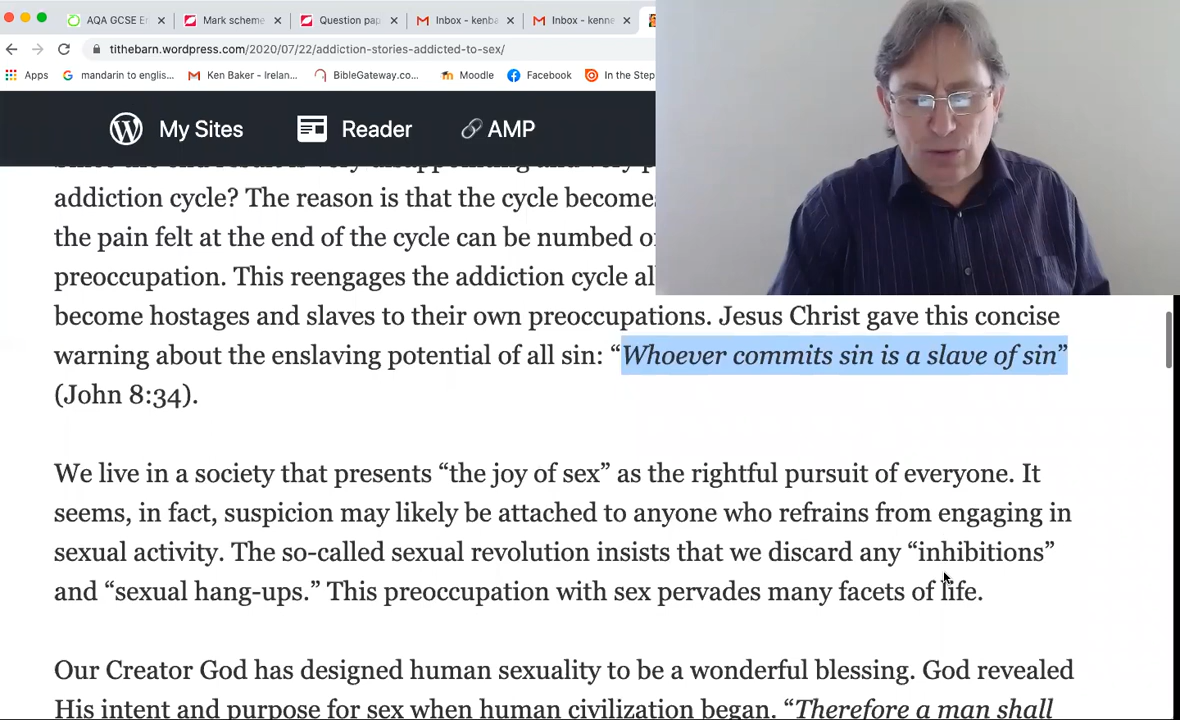 AQA GCSE En
Mark scheme
Question pap
Inbox - kenba
Inbox - kenne
tithebarn.wordpress.com/2020/07/22/addiction-stories-addicted-to-sex/
Apps
mandarin to englis...
Ken Baker - Irelan...
BibleGateway.co...
Moodle
Facebook
In the Step
My Sites
Reader
AMP
addiction cycle? The reason is that the cycle becomes
the pain felt at the end of the cycle can be numbed
preoccupation. This reengages the addiction cycle al
become hostages and slaves to their own preoccupations. Jesus Christ gave this concise
warning about the enslaving potential of all sin: “Whoever commits sin is a slave of sin”
(John 8:34).
We live in a society that presents “the joy of sex” as the rightful pursuit of everyone. It
seems, in fact, suspicion may likely be attached to anyone who refrains from engaging in
sexual activity. The so-called sexual revolution insists that we discard any “inhibitions”
and “sexual hang-ups.” This preoccupation with sex pervades many facets of life.
Our Creator God has designed human sexuality to be a wonderful blessing. God revealed
His intent and purpose for sex when human civilization began. “Therefore a man shall